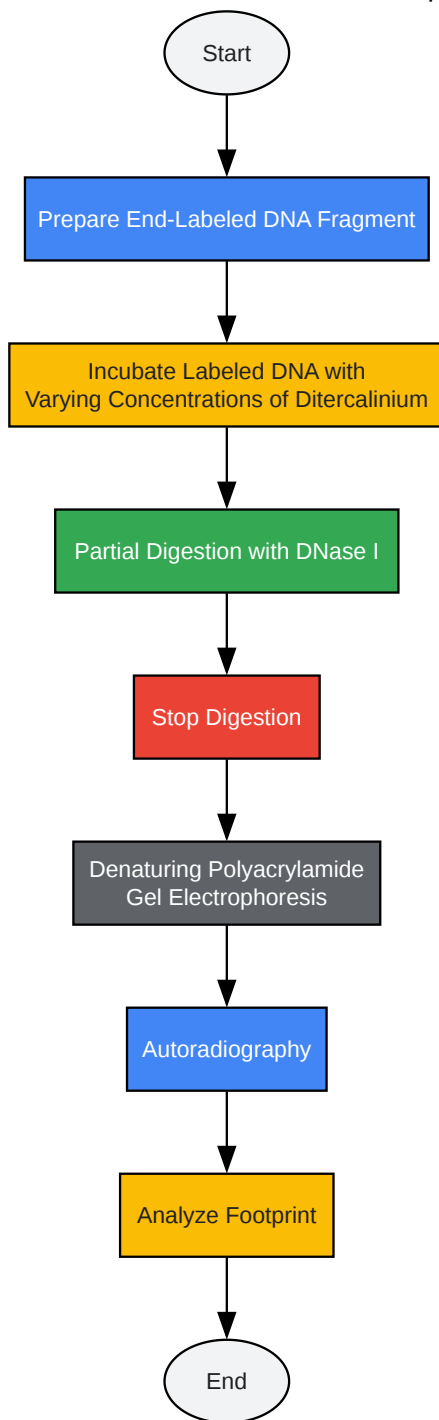 Start
Prepare End-Labeled DNA Fragment
Incubate Labeled DNA with
Varying Concentrations of Ditercalinium
Partial Digestion with DNase I
Stop Digestion
Denaturing Polyacrylamide
Gel Electrophoresis
Autoradiography
Analyze Footprint
End